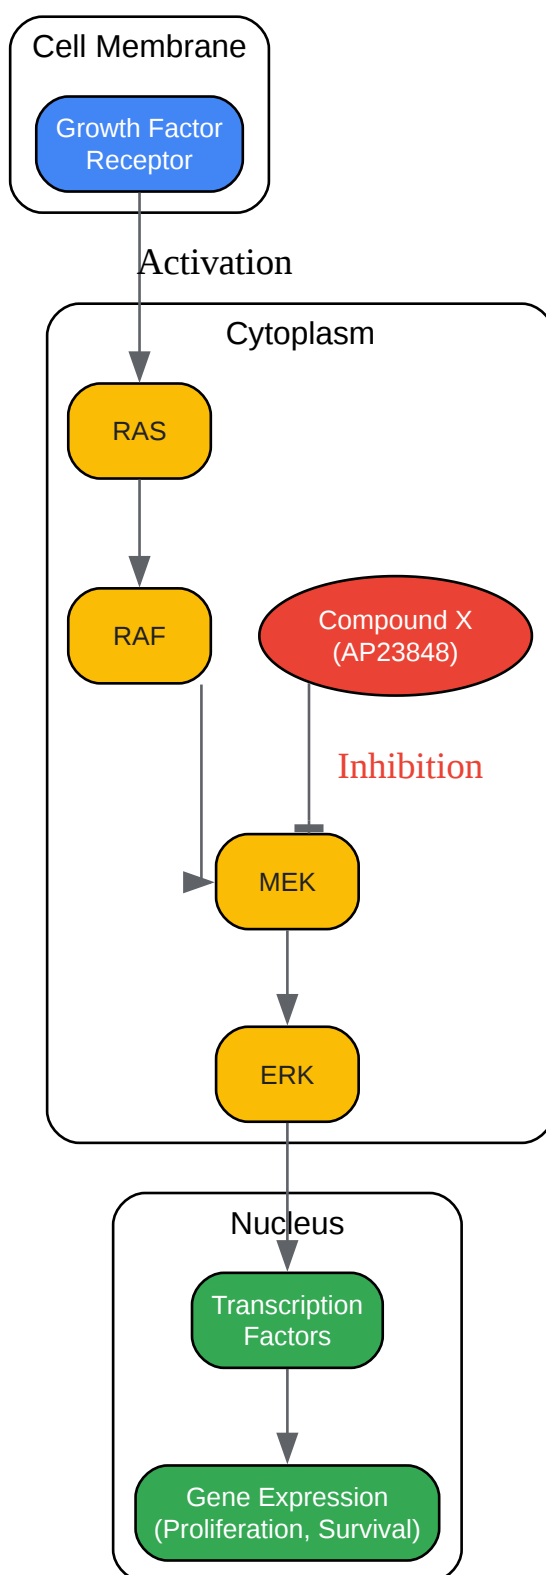 Cell Membrane
Growth Factor
Receptor
Activation
Cytoplasm
RAS
RAF
Compound X
(AP23848)
Inhibition
MEK
ERK
Nucleus
Transcription
Factors
Gene Expression
(Proliferation, Survival)